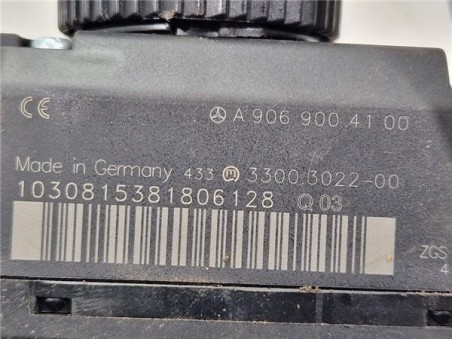 CE A 906 900 41 00
Made in Germany 433 3300 3022-00
1030815381806128 Q 03
ZGS
4